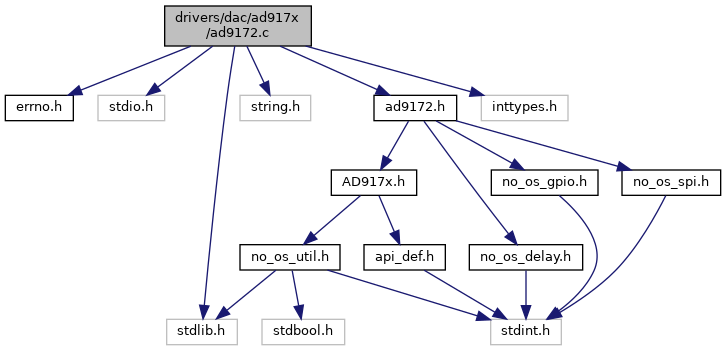 drivers/dac/ad917x
/ad9172.c
errno.h
stdio.h
string.h
ad9172.h
inttypes.h
AD917x.h
no_os_gpio.h
no_os_spi.h
no_os_util.h
api_def.h
no_os_delay.h
stdlib.h
stdbool.h
stdint.h